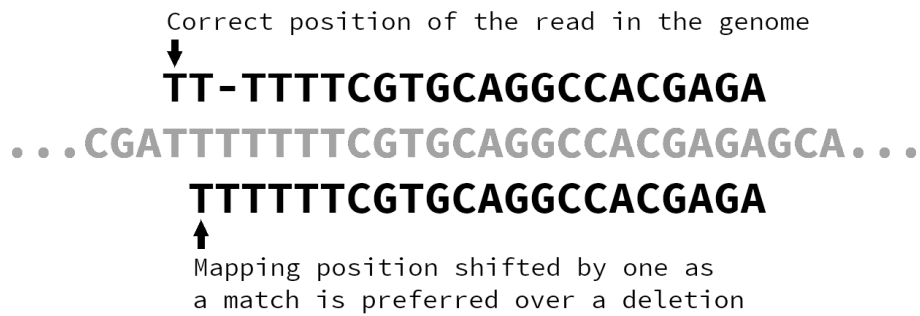 Correct position of the read in the genome
TT-TTTTCGTGCAGGCCACGAGA
...CGATTTTTTTCGTGCAGGCCACGAGAGCA...
TTTTTTCGTGCAGGCCACGAGA
Mapping position shifted by one as
a match is preferred over a deletion